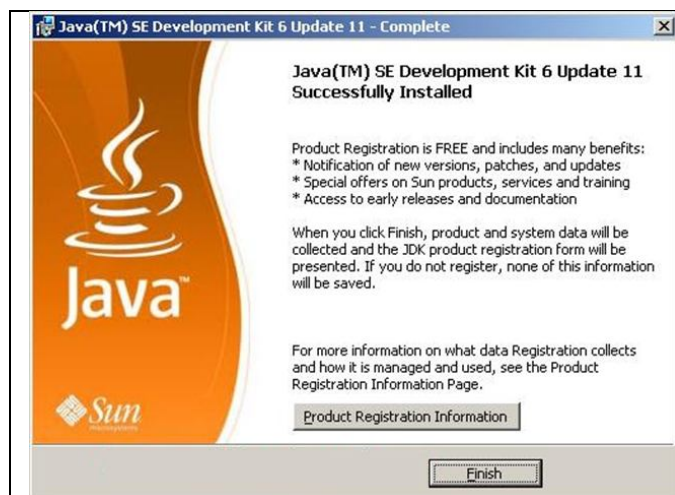 Java(TM) SE Development Kit 6 Update 11 - Complete
Java(TM) SE Development Kit 6 Update 11
Successfully Installed
Product Registration is FREE and includes many benefits:
* Notification of new versions, patches, and updates
* Special offers on Sun products, services and training
* Access to early releases and documentation
When you click Finish, product and system data will be
collected and the JDK product registration form will be
presented. If you do not register, none of this information
will be saved.
For more information on what data Registration collects
and how it is managed and used, see the Product
Registration Information Page.
Product Registration Information
Finish
Java™
Sun
microsystems